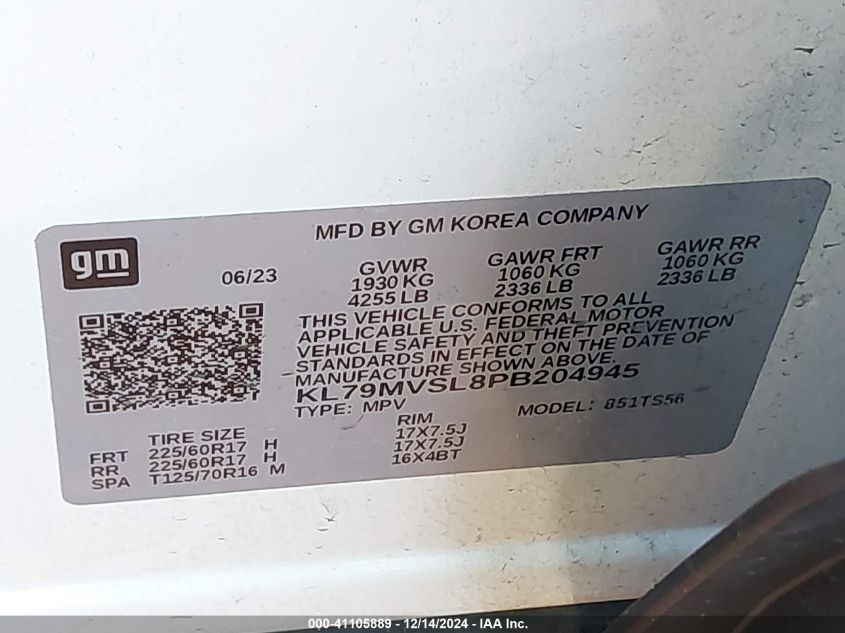 MFD BY GM KOREA COMPANY
gm
06/23
GVWR GAWR FRT GAWR RR
1930 KG 1060 KG 1060 KG
4255 LB 2336 LB 2336 LB
THIS VEHICLE CONFORMS TO ALL
APPLICABLE U.S. FEDERAL MOTOR
VEHICLE SAFETY AND THEFT PREVENTION
STANDARDS IN EFFECT ON THE DATE OF
MANUFACTURE SHOWN ABOVE.
KL79MVSL8PB204945
TYPE: MPV MODEL: 851TS56
TIRE SIZE RIM
FRT 225/60R17 H 17X7.5J
RR 225/60R17 H 17X7.5J
SPA T125/70R16 M 16X4BT
000-41105889 - 12/14/2024 - IAA Inc.